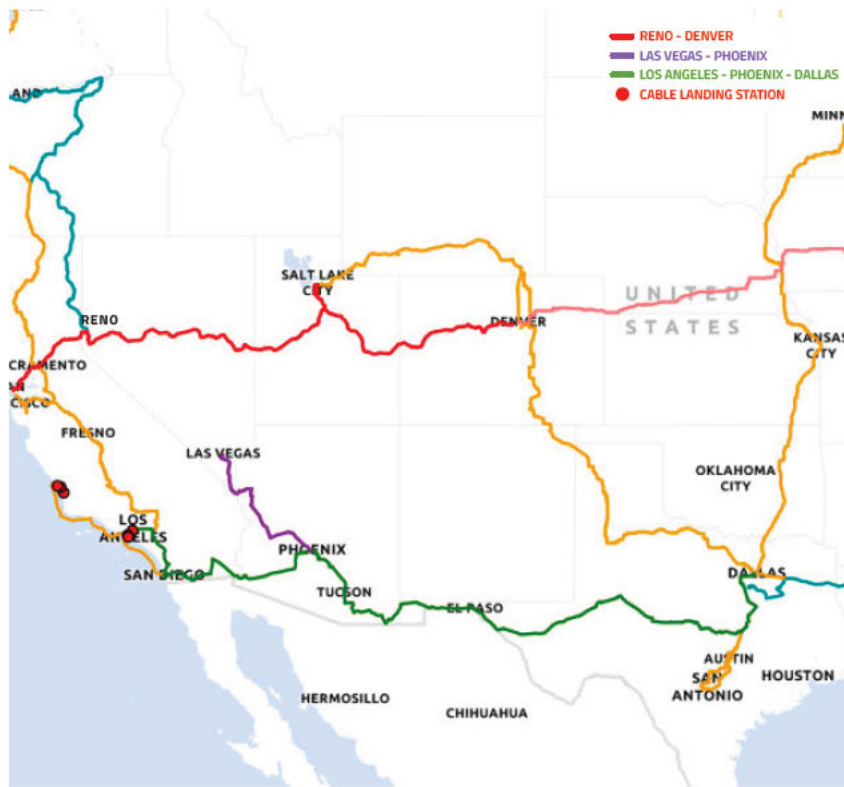 RENO - DENVER
LAS VEGAS - PHOENIX
LOS ANGELES - PHOENIX - DALLAS
CABLE LANDING STATION
AND
MINN
SALT LAKE
CITY
UNITED
STATES
RENO
DENVER
KANSAS
CITY
CRAMENTO
AN
CISCO
FRESNO
LAS VEGAS
OKLAHOMA
CITY
LOS
ANGELES
PHOENIX
SAN DIEGO
DALLAS
TUCSON
EL PASO
AUSTIN
SAN
ANTONIO
HOUSTON
HERMOSILLO
CHIHUAHUA